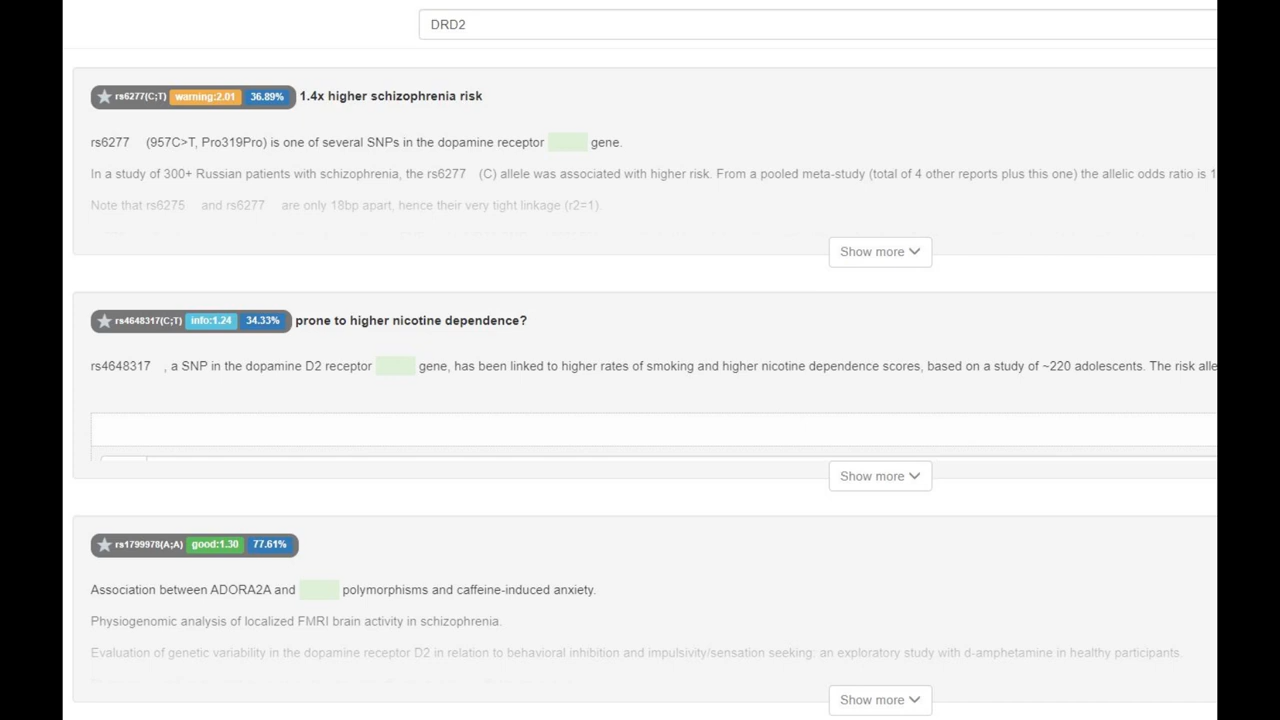 DRD2
rs6277(C;T) warning:2.01 36.89% 1.4x higher schizophrenia risk
rs6277 (957C>T, Pro319Pro) is one of several SNPs in the dopamine receptor gene.
In a study of 300+ Russian patients with schizophrenia, the rs6277 (C) allele was associated with higher risk. From a pooled meta-study (total of 4 other reports plus this one) the allelic odds ratio is 1
Note that rs6275 and rs6277 are only 18bp apart, hence their very tight linkage (r2=1).
Show more
rs4648317(C;T) info:1.24 34.33% prone to higher nicotine dependence?
rs4648317 , a SNP in the dopamine D2 receptor gene, has been linked to higher rates of smoking and higher nicotine dependence scores, based on a study of ~220 adolescents. The risk alle
Show more
rs1799978(A;A) good:1.30 77.61%
Association between ADORA2A and polymorphisms and caffeine-induced anxiety.
Physiogenomic analysis of localized FMRI brain activity in schizophrenia.
Evaluation of genetic variability in the dopamine receptor D2 in relation to behavioral inhibition and impulsivity/sensation seeking: an exploratory study with d-amphetamine in healthy participants.
Show more